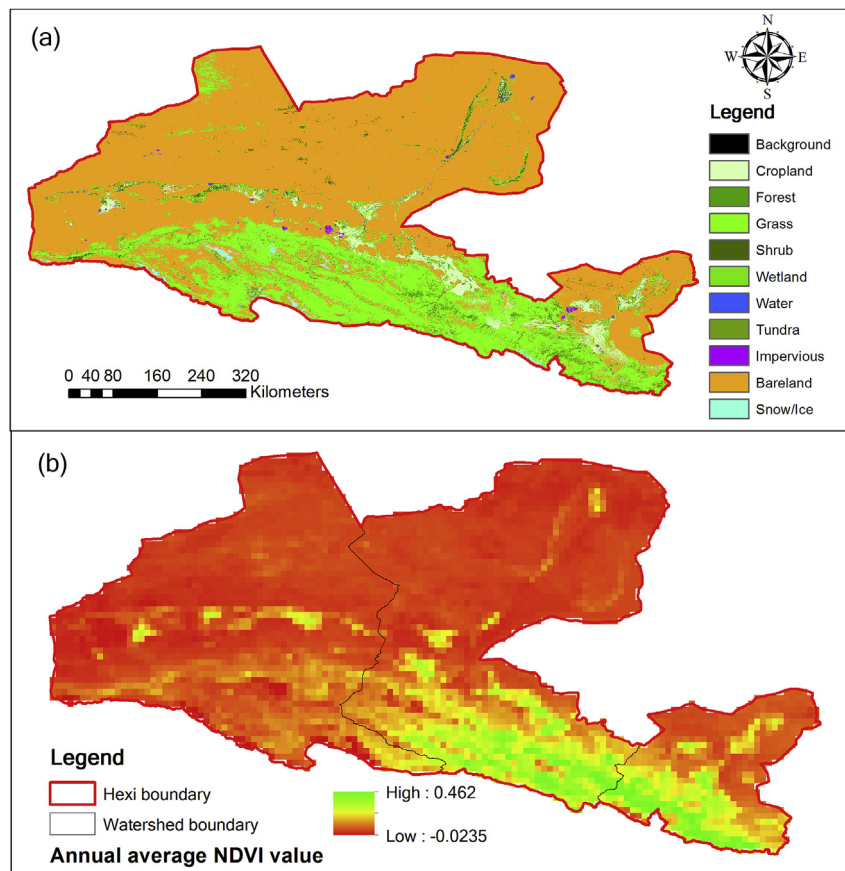 (a)
N
W E
S
Legend
Background
Cropland
Forest
Grass
Shrub
Wetland
Water
Tundra
Impervious
Bareland
Snow/Ice
0 40 80 160 240 320
Kilometers
(b)
Legend
Hexi boundary
Watershed boundary
High : 0.462
Low : -0.0235
Annual average NDVI value